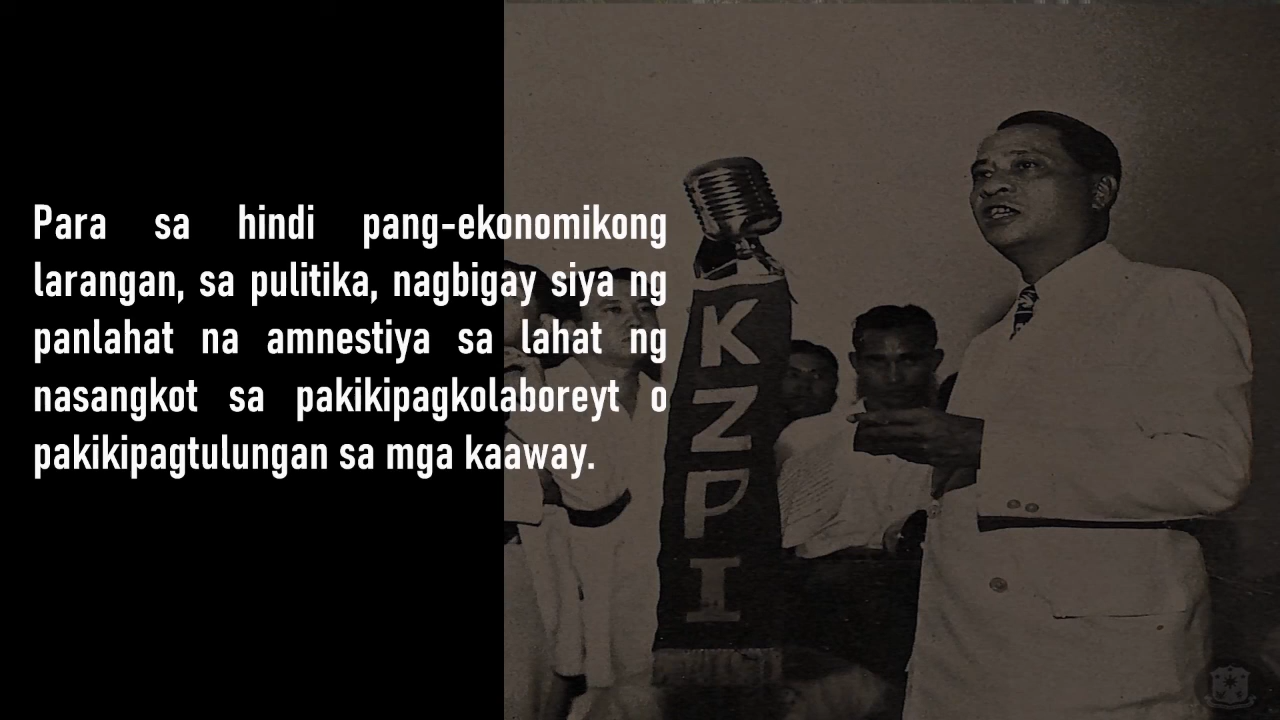 Para sa hindi pang-ekonomikong
larangan, sa pulitika, nagbigay siya ng
panlahat na amnestiya sa lahat ng
nasangkot sa pakikipagkolaboreyt o
pakikipagtulungan sa mga kaaway.
KZPI